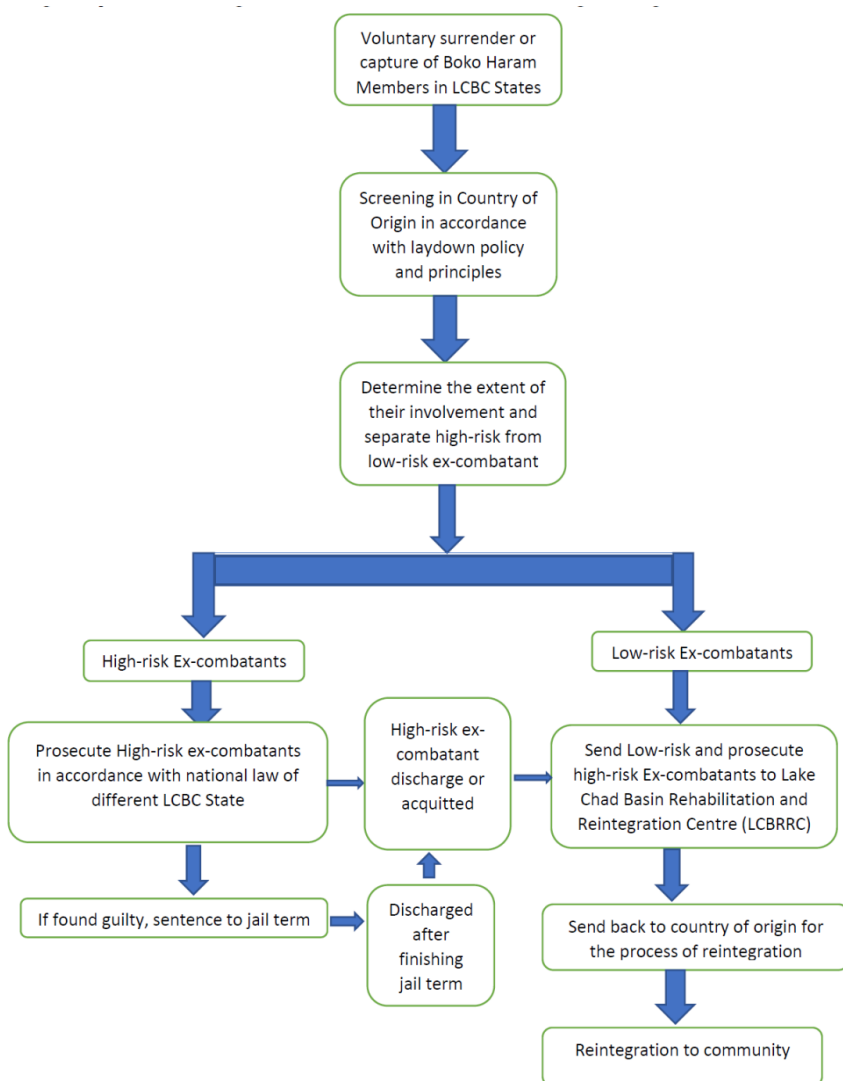 Voluntary surrender or
capture of Boko Haram
Members in LCBC States
Screening in Country of
Origin in accordance
with laydown policy
and principles
Determine the extent of
their involvement and
separate high-risk from
low-risk ex-combatant
High-risk Ex-combatants
Low-risk Ex-combatants
Prosecute High-risk ex-combatants
in accordance with national law of
different LCBC State
High-risk ex-
combatant
discharge or
acquitted
Send Low-risk and prosecute
high-risk Ex-combatants to Lake
Chad Basin Rehabilitation and
Reintegration Centre (LCBRRC)
If found guilty, sentence to jail term
Discharged
after
finishing
jail term
Send back to country of origin for
the process of reintegration
Reintegration to community